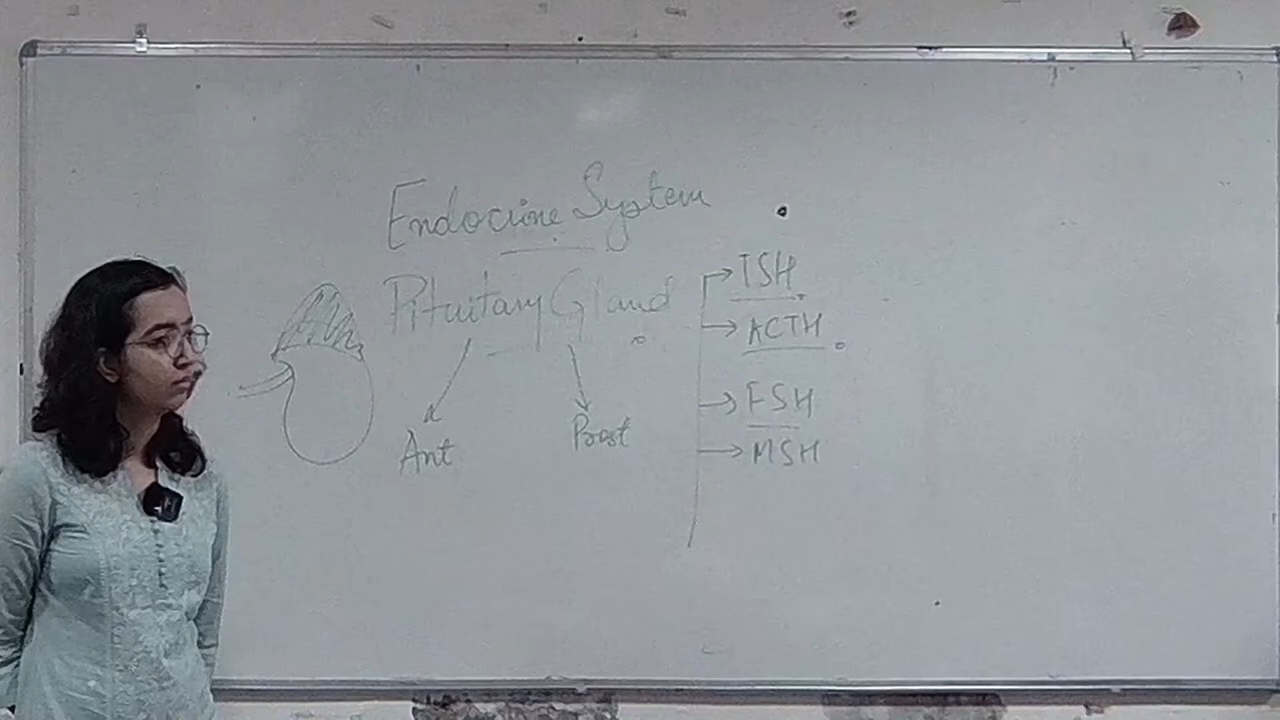 Endocrine System
Pituitary Gland
Ant
Post
TSH
ACTH
FSH
MSH